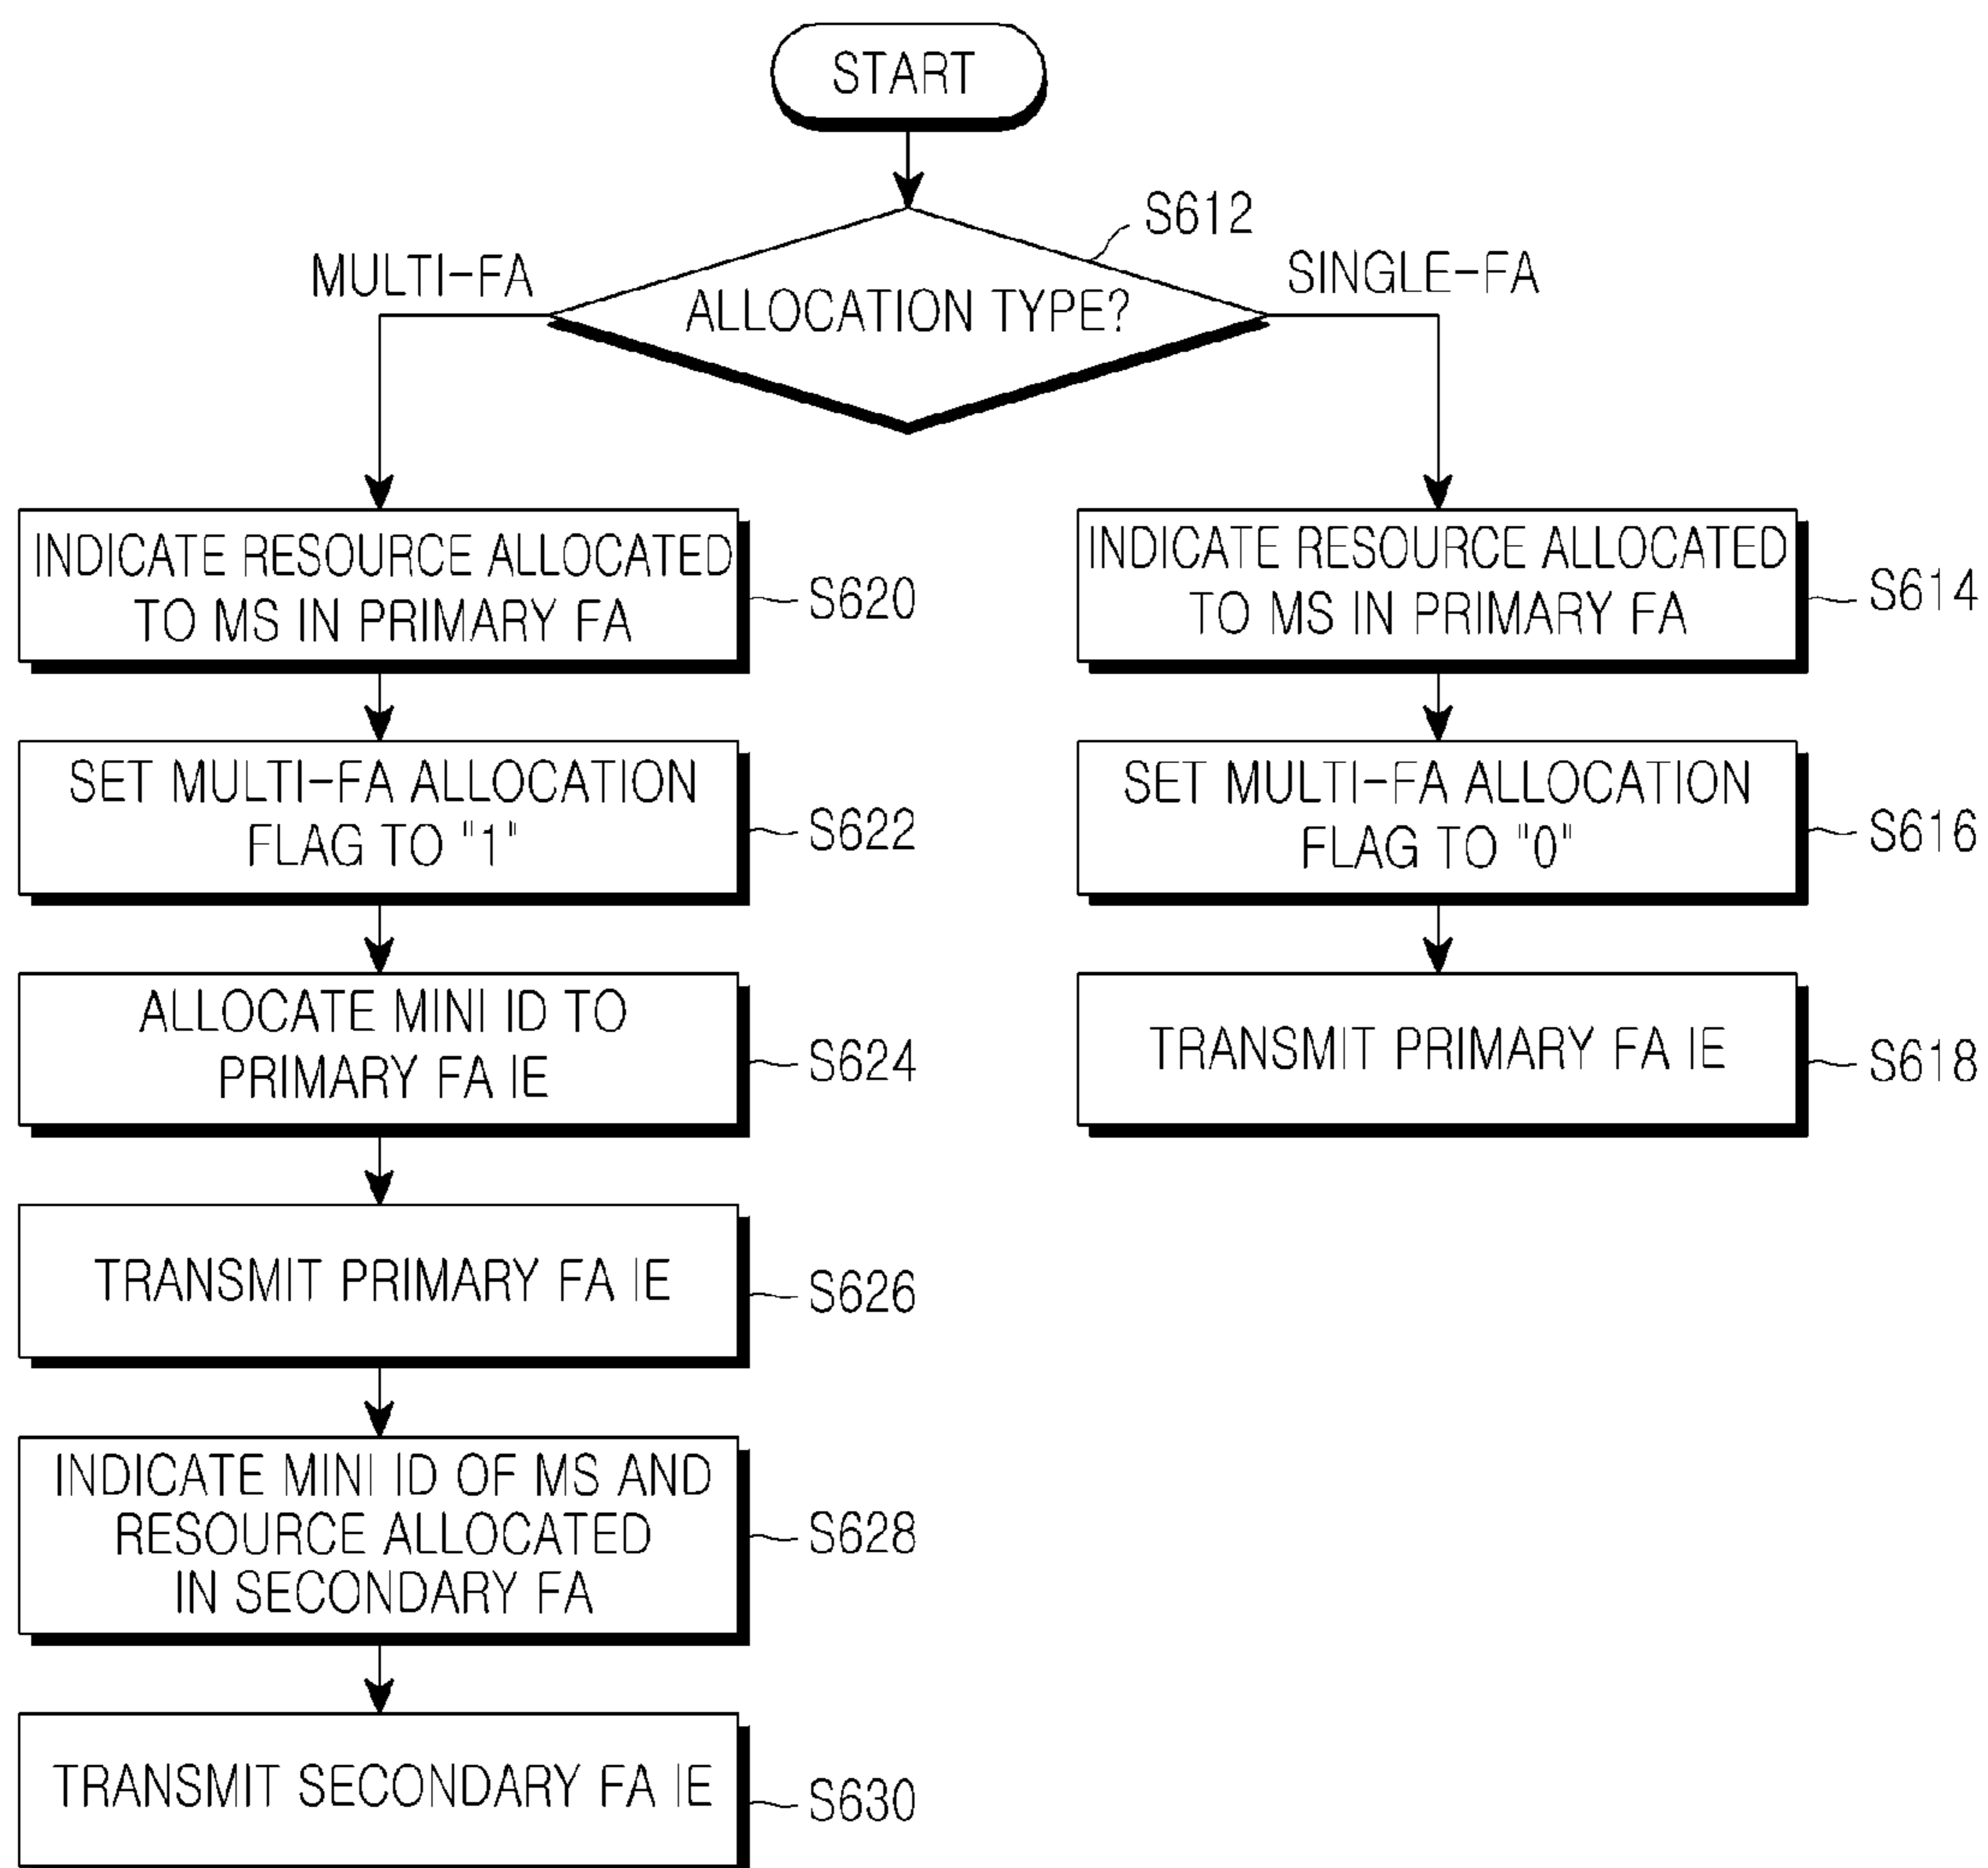 START
S612
MULTI-FA
SINGLE-FA
ALLOCATION TYPE?
INDICATE RESOURCE ALLOCATED
TO MS IN PRIMARY FA
S620
INDICATE RESOURCE ALLOCATED
TO MS IN PRIMARY FA
S614
SET MULTI-FA ALLOCATION
FLAG TO "1"
S622
SET MULTI-FA ALLOCATION
FLAG TO "0"
S616
ALLOCATE MINI ID TO
PRIMARY FA IE
S624
TRANSMIT PRIMARY FA IE
S618
TRANSMIT PRIMARY FA IE
S626
INDICATE MINI ID OF MS AND
RESOURCE ALLOCATED
IN SECONDARY FA
S628
TRANSMIT SECONDARY FA IE
S630